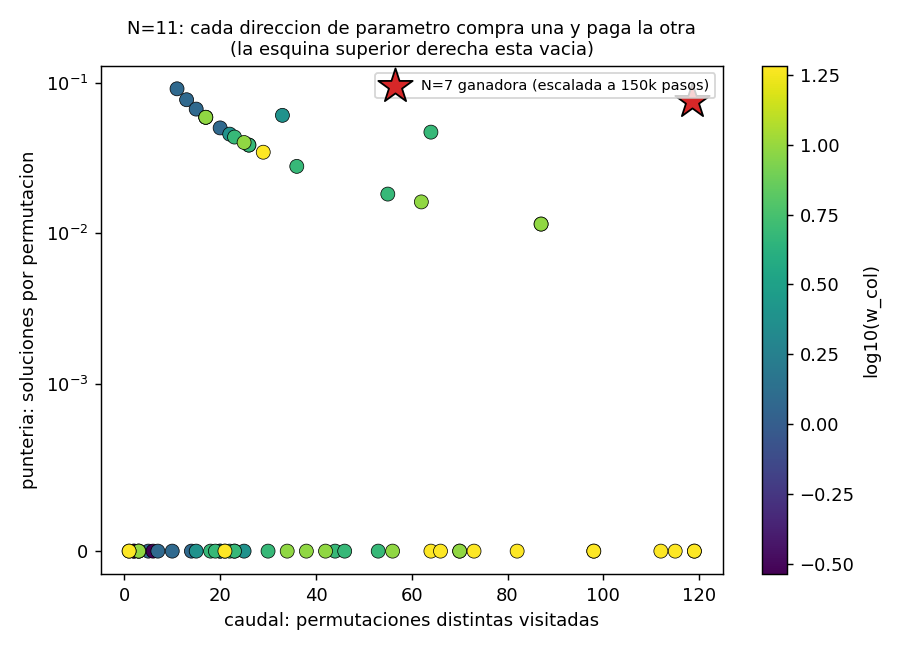 N=11: cada direccion de parametro compra una y paga la otra
(la esquina superior derecha esta vacia)
N=7 ganadora (escalada a 150k pasos)
punteria: soluciones por permutacion
10⁻¹
10⁻²
10⁻³
0
0 20 40 60 80 100 120
caudal: permutaciones distintas visitadas
1.25
1.00
0.75
0.50
0.25
0.00
−0.25
−0.50
log10(w_col)